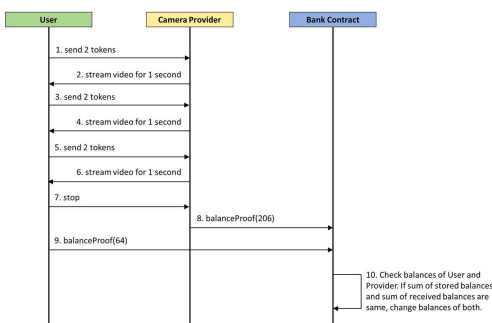 User
Camera Provider
Bank Contract
1. send 2 tokens
2. stream video for 1 second
3. send 2 tokens
4. stream video for 1 second
5. send 2 tokens
6. stream video for 1 second
7. stop
8. balanceProof(206)
9. balanceProof(64)
10. Check balances of User and
Provider. If sum of stored balances
and sum of received balances are
same, change balances of both.